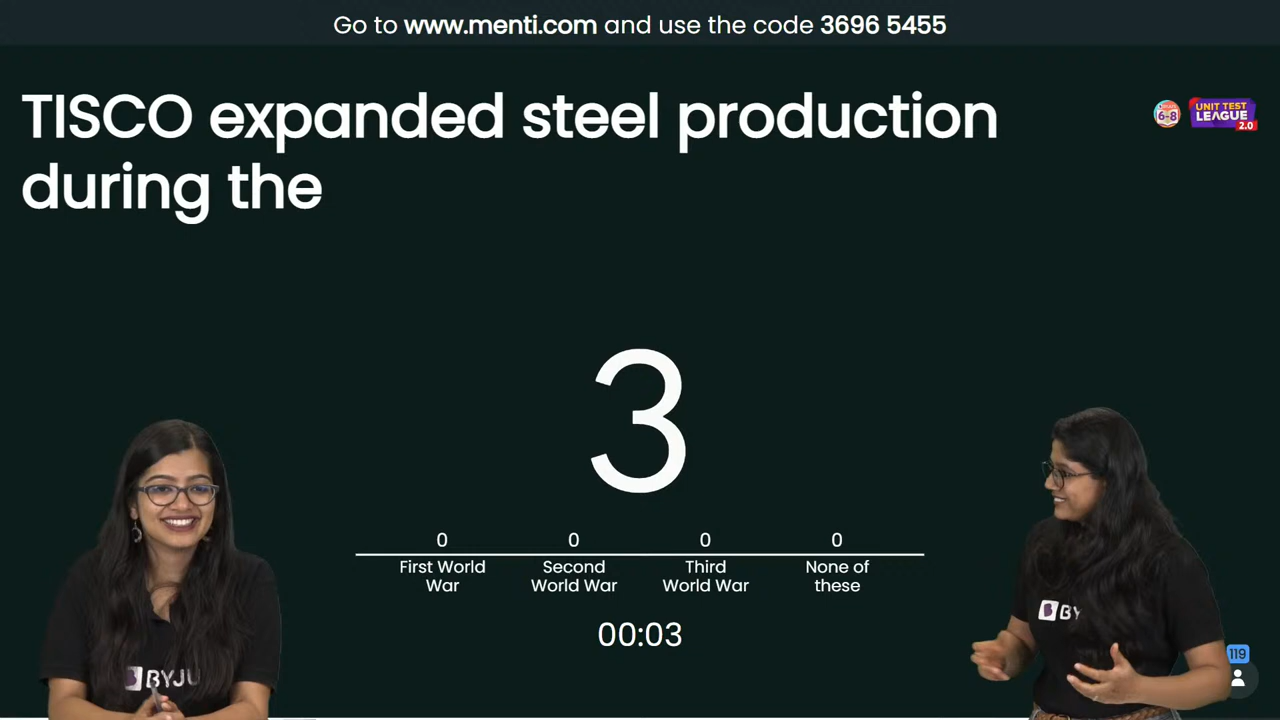 Go to www.menti.com and use the code 3696 5455
TISCO expanded steel production
during the
6-8
UNIT TEST
LEAGUE
2.0
3
0 0 0 0
First World Second Third None of
War World War World War these
00:03
BYJU
BY
119